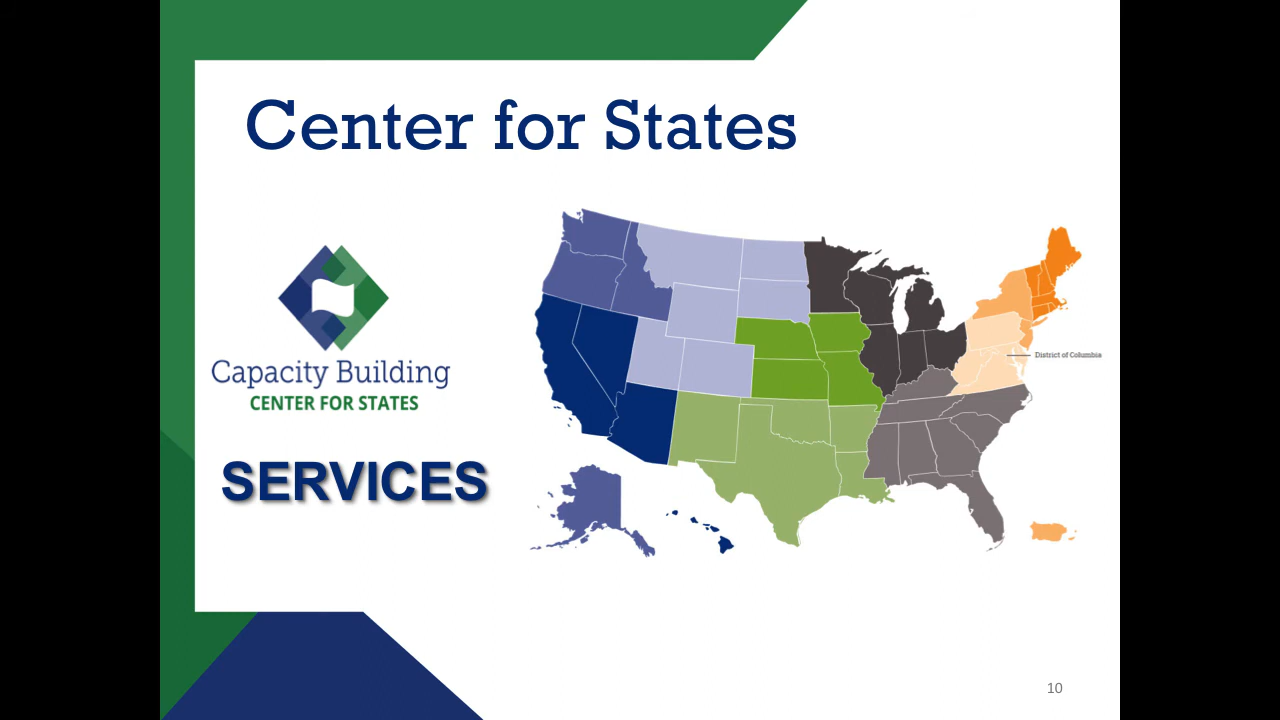 Center for States
Capacity Building
CENTER FOR STATES
SERVICES
District of Columbia
10